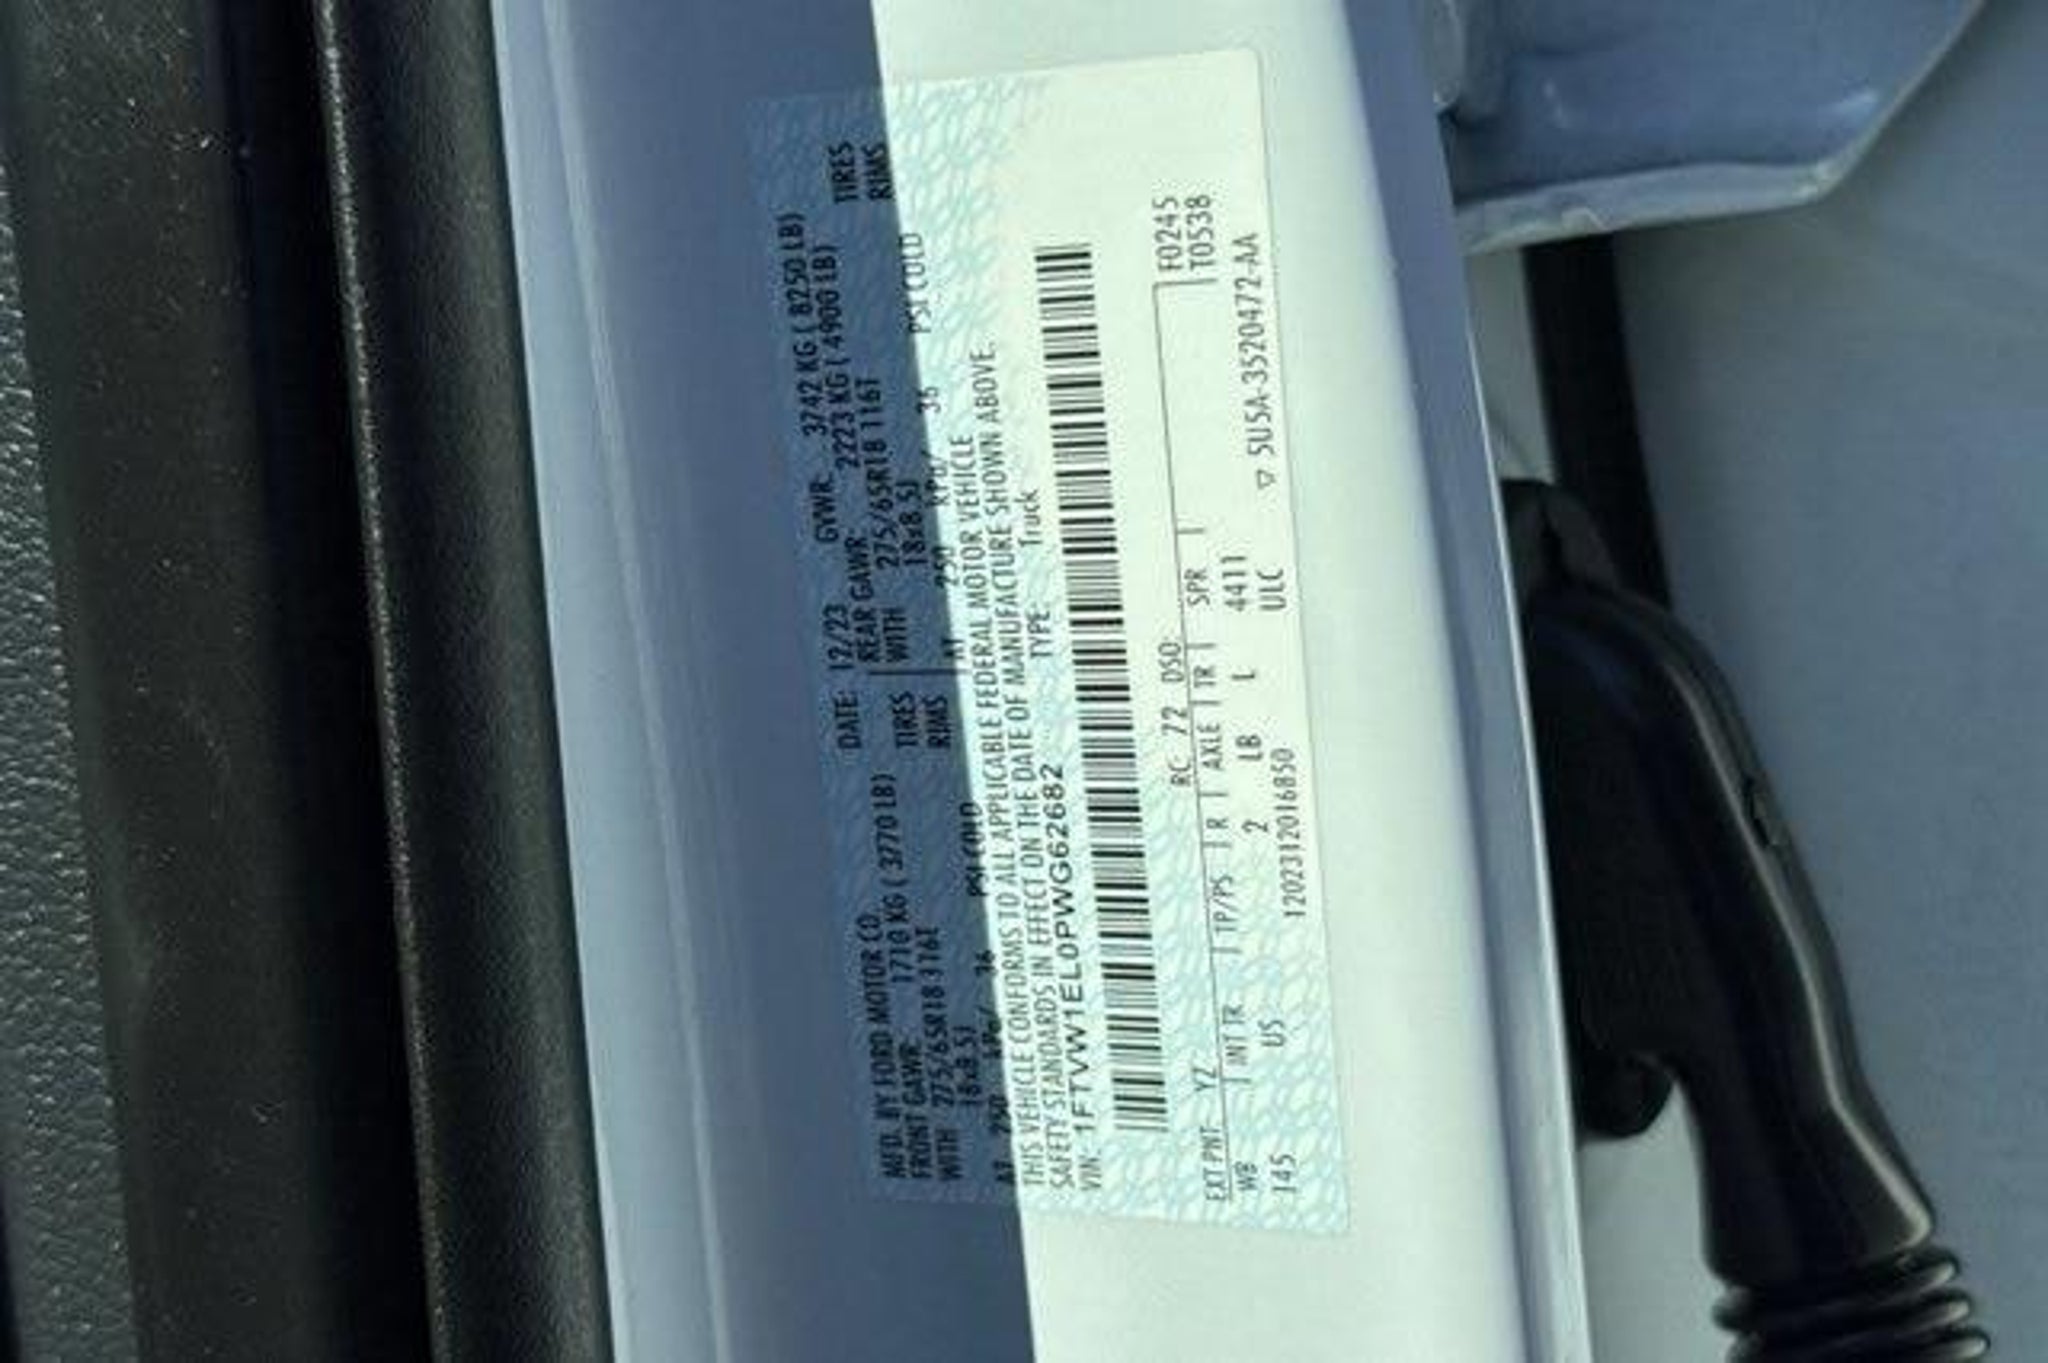 MFD. BY FORD MOTOR CO. DATE: 12/23 GVWR: 3742 KG ( 8250 LB)
FRONT GAWR: 1710 KG ( 3770 LB) REAR GAWR: 2223 KG ( 4900 LB)
WITH 275/65R18 116T TIRES WITH 275/65R18 116T TIRES
18x8.5J RIMS 18x8.5J RIMS
AT 250 kPa/ 36 PSI COLD AT 250 kPa/ 36 PSI COLD
THIS VEHICLE CONFORMS TO ALL APPLICABLE FEDERAL MOTOR VEHICLE
SAFETY STANDARDS IN EFFECT ON THE DATE OF MANUFACTURE SHOWN ABOVE.
VIN: 1FTVW1EL0PWG62682 TYPE Truck
F0245
EXT PNT: YZ RC: 72 DSO: T0538
WB INT TR TP/PS R AXLE TR SPR
145 US 2 LB L 4411 ▽ 5U5A-3520472-AA
1202312016850 ULC